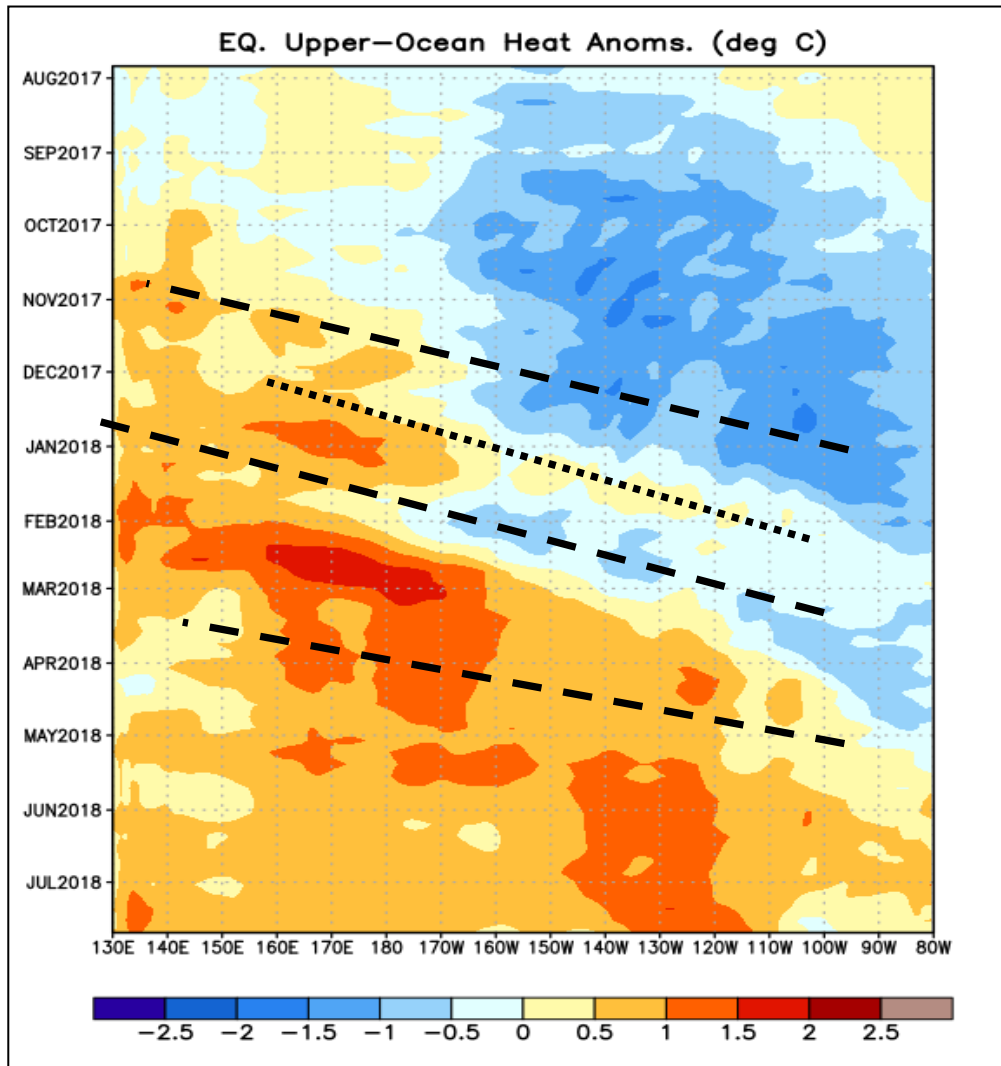 EQ. Upper-Ocean Heat Anoms. (deg C)
AUG2017
SEP2017
OCT2017
NOV2017
DEC2017
JAN2018
FEB2018
MAR2018
APR2018
MAY2018
JUN2018
JUL2018
130E 140E 150E 160E 170E 180 170W 160W 150W 140W 130W 120W 110W 100W 90W 80W
-2.5 -2 -1.5 -1 -0.5 0 0.5 1 1.5 2 2.5